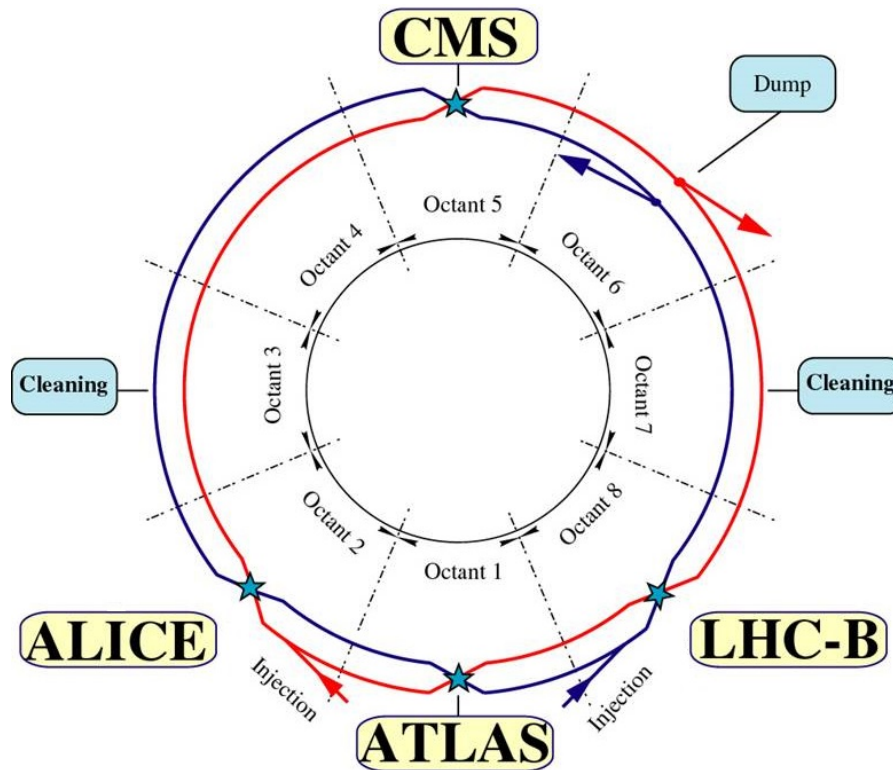 CMS
Dump
Octant 5
Octant 4
Octant 6
Octant 3
Cleaning
Cleaning
Octant 7
Octant 2
Octant 8
Octant 1
ALICE
LHC-B
Injection
Injection
ATLAS